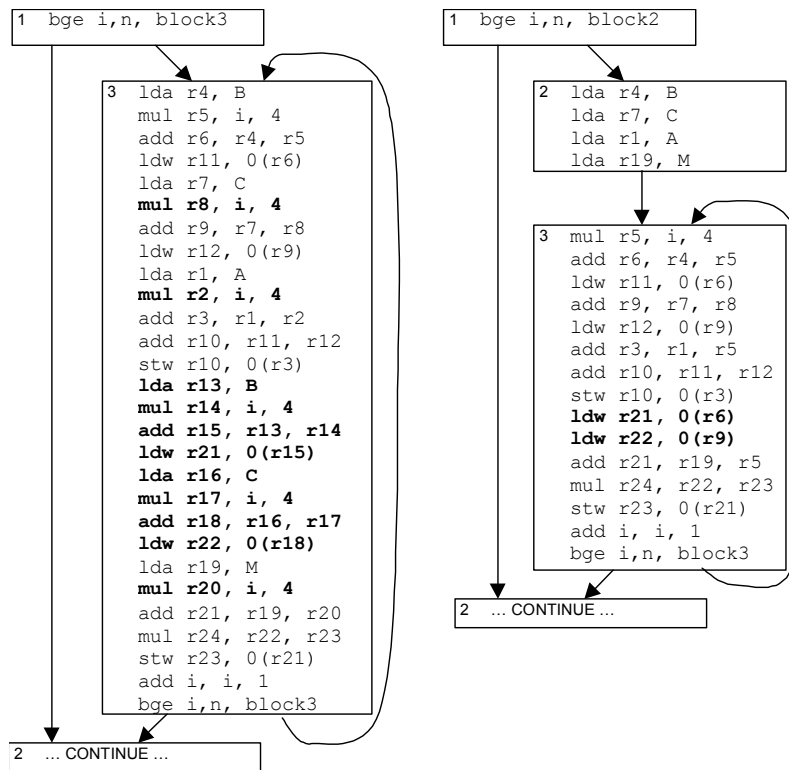 1 bge i,n, block3
3 lda r4, B
mul r5, i, 4
add r6, r4, r5
ldw r11, 0(r6)
lda r7, C
mul r8, i, 4
add r9, r7, r8
ldw r12, 0(r9)
lda r1, A
mul r2, i, 4
add r3, r1, r2
add r10, r11, r12
stw r10, 0(r3)
lda r13, B
mul r14, i, 4
add r15, r13, r14
ldw r21, 0(r15)
lda r16, C
mul r17, i, 4
add r18, r16, r17
ldw r22, 0(r18)
lda r19, M
mul r20, i, 4
add r21, r19, r20
mul r24, r22, r23
stw r23, 0(r21)
add i, i, 1
bge i,n, block3
2 … CONTINUE …
1 bge i,n, block2
2 lda r4, B
lda r7, C
lda r1, A
lda r19, M
3 mul r5, i, 4
add r6, r4, r5
ldw r11, 0(r6)
add r9, r7, r8
ldw r12, 0(r9)
add r3, r1, r5
add r10, r11, r12
stw r10, 0(r3)
ldw r21, 0(r6)
ldw r22, 0(r9)
add r21, r19, r5
mul r24, r22, r23
stw r23, 0(r21)
add i, i, 1
bge i,n, block3
2 … CONTINUE …